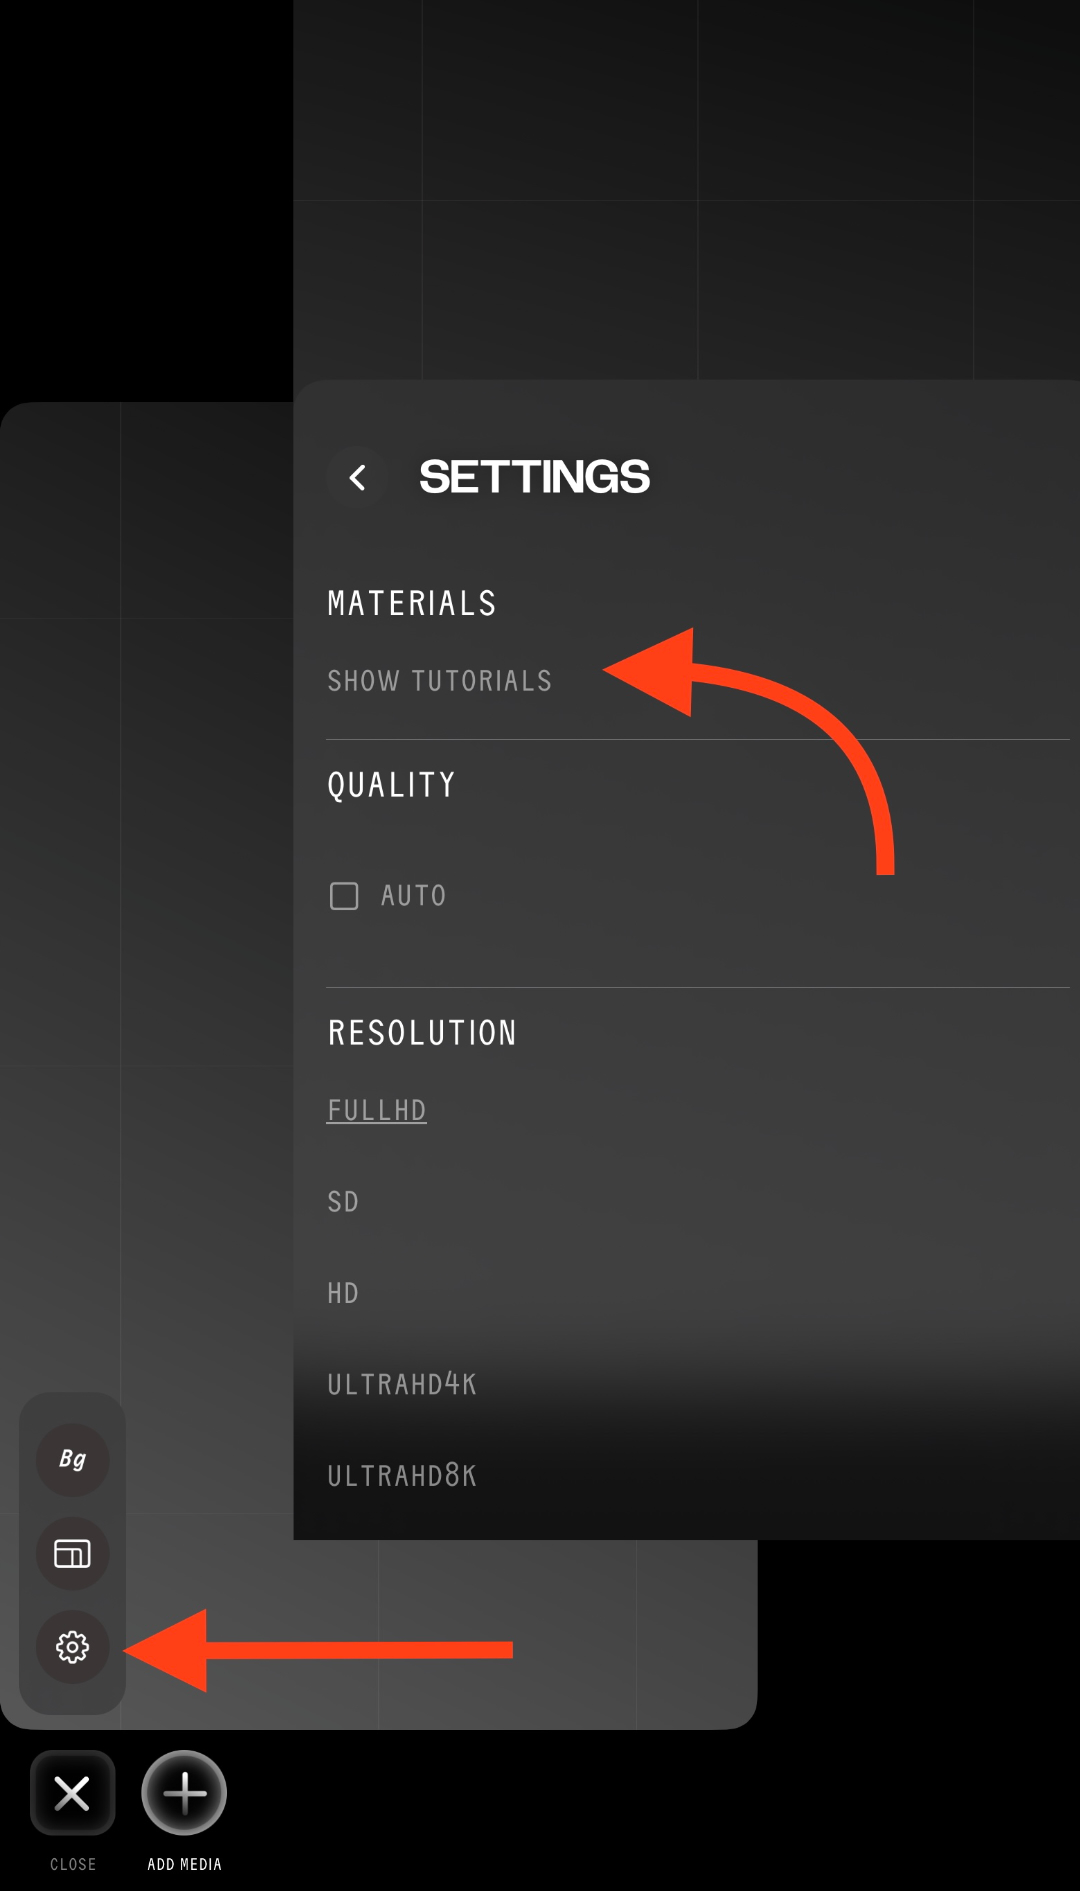 SETTINGS
MATERIALS
SHOW TUTORIALS
QUALITY
AUTO
RESOLUTION
FULLHD
SD
HD
ULTRAHD4K
ULTRAHD8K
Bg
CLOSE
ADD MEDIA